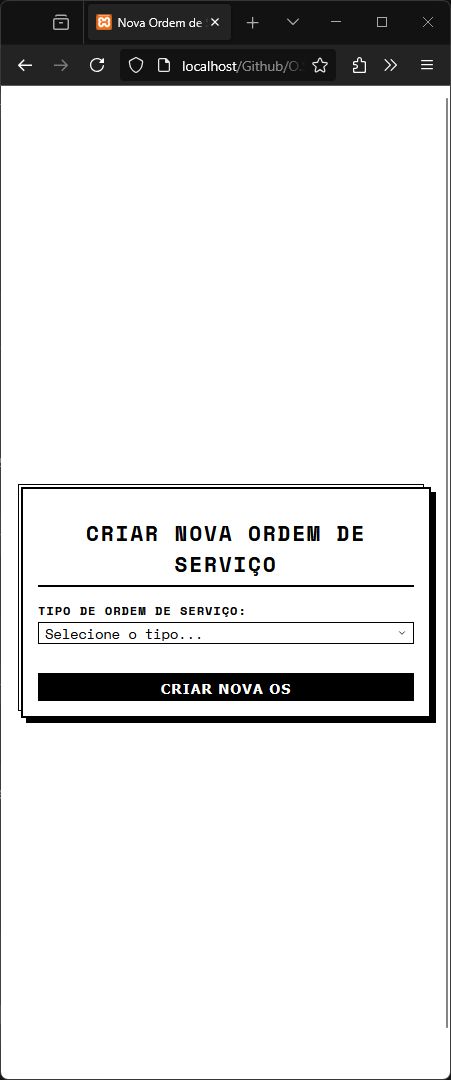 Nova Ordem de
localhost/Github/O.
CRIAR NOVA ORDEM DE
SERVIÇO
TIPO DE ORDEM DE SERVIÇO:
Selecione o tipo...
CRIAR NOVA OS